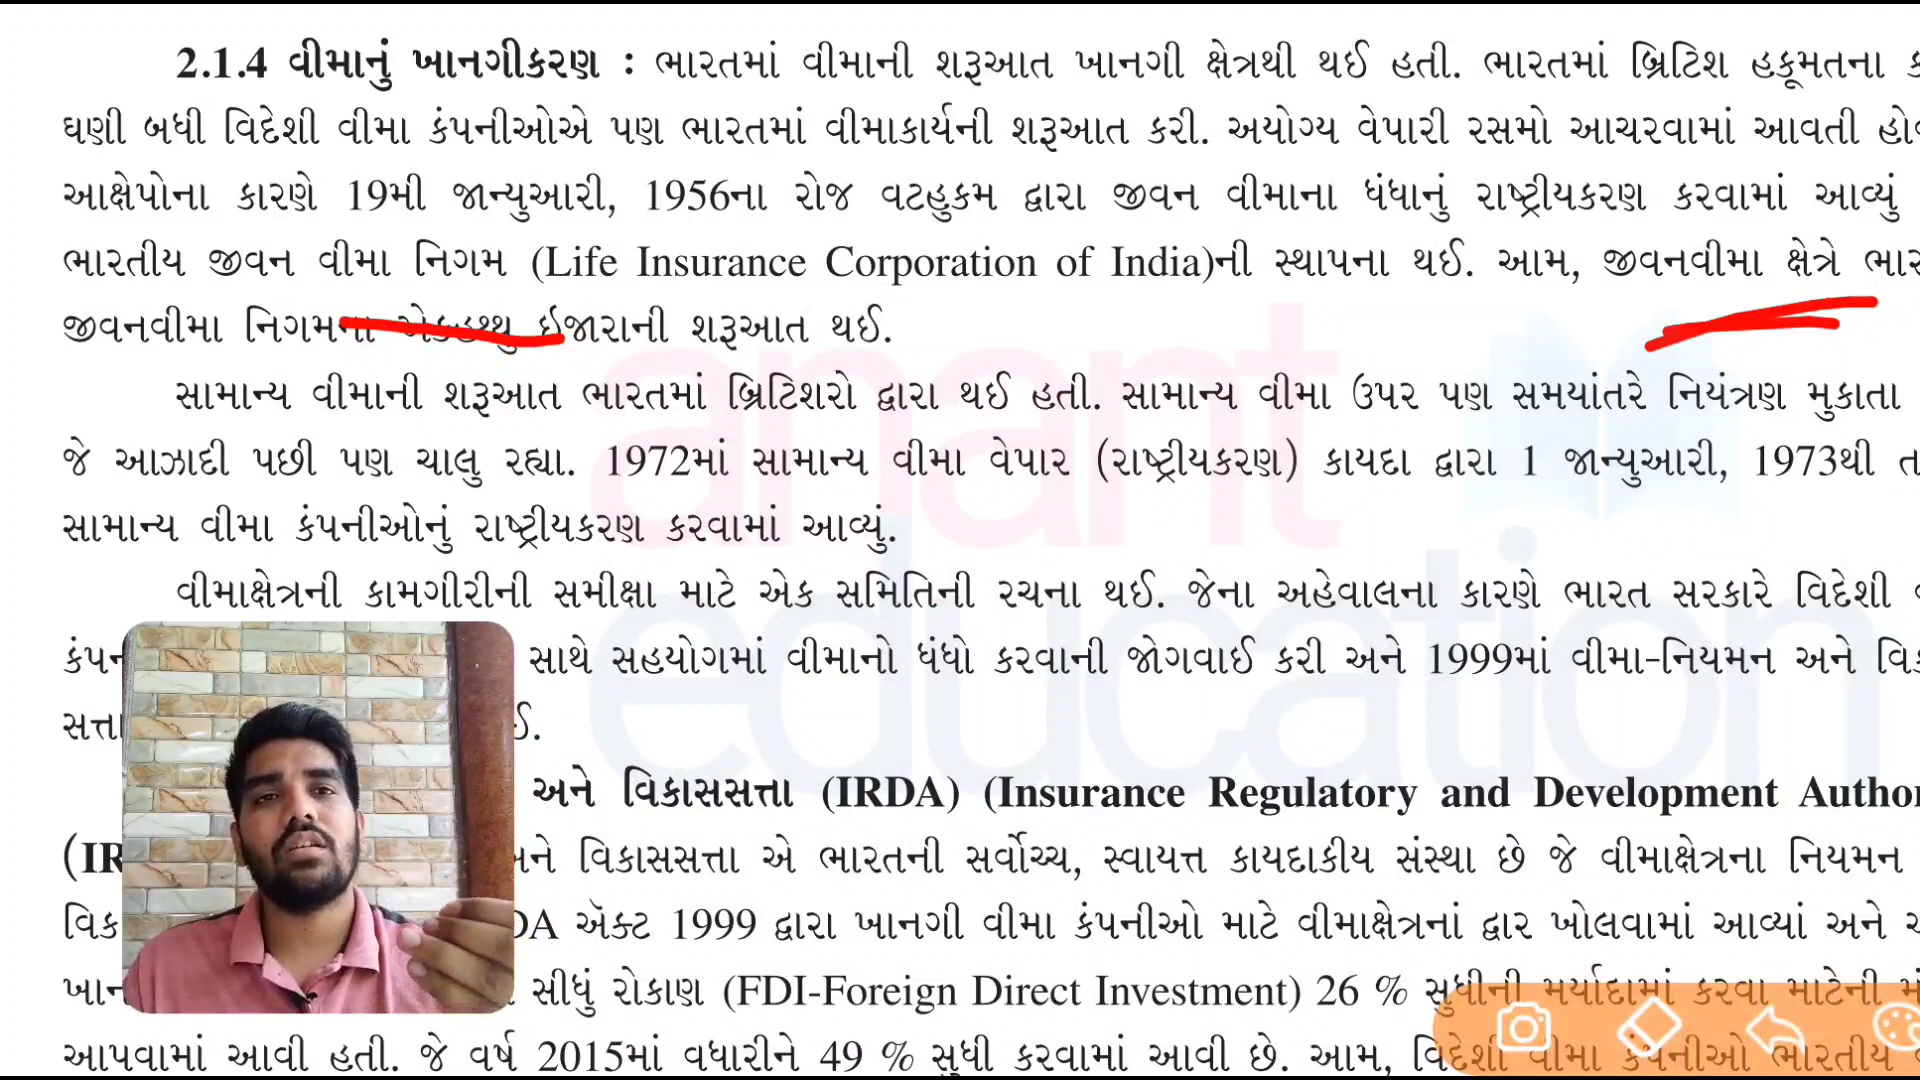 2.1.4 વીમાનું ખાનગીકરણ : ભારતમાં વીમાની શરૂઆત ખાનગી ક્ષેત્રથી થઈ હતી. ભારતમાં બ્રિટિશ હકૂમતના
ઘણી બધી વિદેશી વીમા કંપનીઓએ પણ ભારતમાં વીમાકાર્યની શરૂઆત કરી. અયોગ્ય વેપારી રસમો આચરવામાં આવતી
આક્ષેપોના કારણે 19મી જાન્યુઆરી, 1956ના રોજ વટહુકમ દ્વારા જીવન વીમાના ધંધાનું રાષ્ટ્રીયકરણ કરવામાં આવ્યું
ભારતીય જીવન વીમા નિગમ (Life Insurance Corporation of India)ની સ્થાપના થઈ. આમ, જીવનવીમા ક્ષેત્રે
જીવનવીમા નિગમના ઇજારાની શરૂઆત થઈ.
સામાન્ય વીમાની શરૂઆત ભારતમાં બ્રિટિશરો દ્વારા થઈ હતી. સામાન્ય વીમા ઉપર પણ સમયાંતરે નિયંત્રણ મુકાતા
જે આઝાદી પછી પણ ચાલુ રહ્યા. 1972માં સામાન્ય વીમા વેપાર (રાષ્ટ્રીયકરણ) કાયદા દ્વારા 1 જાન્યુઆરી, 1973થી
સામાન્ય વીમા કંપનીઓનું રાષ્ટ્રીયકરણ કરવામાં આવ્યું.
વીમાક્ષેત્રની કામગીરીની સમીક્ષા માટે એક સમિતિની રચના થઈ. જેના અહેવાલના કારણે ભારત સરકારે વિદેશી
સાથે સહયોગમાં વીમાનો ધંધો કરવાની જોગવાઈ કરી અને 1999માં વીમા-નિયમન અને
સત્તા
અને વિકાસસત્તા (IRDA) (Insurance Regulatory and Development
અને વિકાસસત્તા એ ભારતની સર્વોચ્ચ, સ્વાયત્ત કાયદાકીય સંસ્થા છે જે વીમાક્ષેત્રના નિયમન
ઍક્ટ 1999 દ્વારા ખાનગી વીમા કંપનીઓ માટે વીમાક્ષેત્રનાં દ્વાર ખોલવામાં આવ્યાં અને
સીધું રોકાણ (FDI-Foreign Direct Investment) 26 % સુધીની મર્યાદામાં કરવા માટેની
આપવામાં આવી હતી. જે વર્ષ 2015માં વધારીને 49 % સુધી કરવામાં આવી છે. આમ, વિદેશી વીમા કંપનીઓ ભારતીય
anant
education